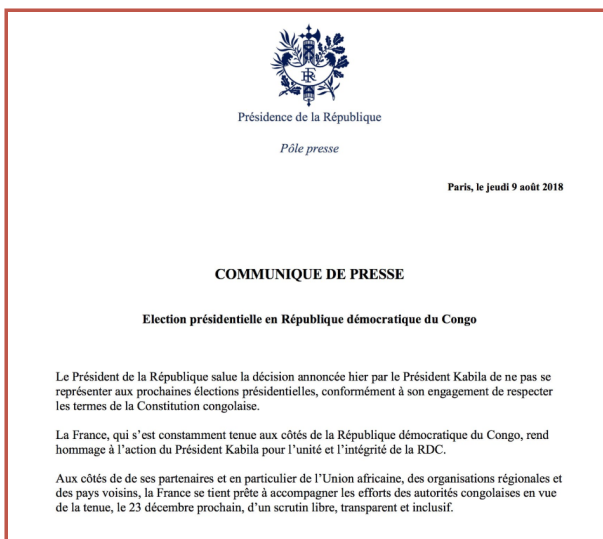 RF
Présidence de la République
Pôle presse
Paris, le jeudi 9 août 2018
COMMUNIQUE DE PRESSE
Election présidentielle en République démocratique du Congo
Le Président de la République salue la décision annoncée hier par le Président Kabila de ne pas se
représenter aux prochaines élections présidentielles, conformément à son engagement de respecter
les termes de la Constitution congolaise.
La France, qui s’est constamment tenue aux côtés de la République démocratique du Congo, rend
hommage à l’action du Président Kabila pour l’unité et l’intégrité de la RDC.
Aux côtés de de ses partenaires et en particulier de l’Union africaine, des organisations régionales et
des pays voisins, la France se tient prête à accompagner les efforts des autorités congolaises en vue
de la tenue, le 23 décembre prochain, d’un scrutin libre, transparent et inclusif.